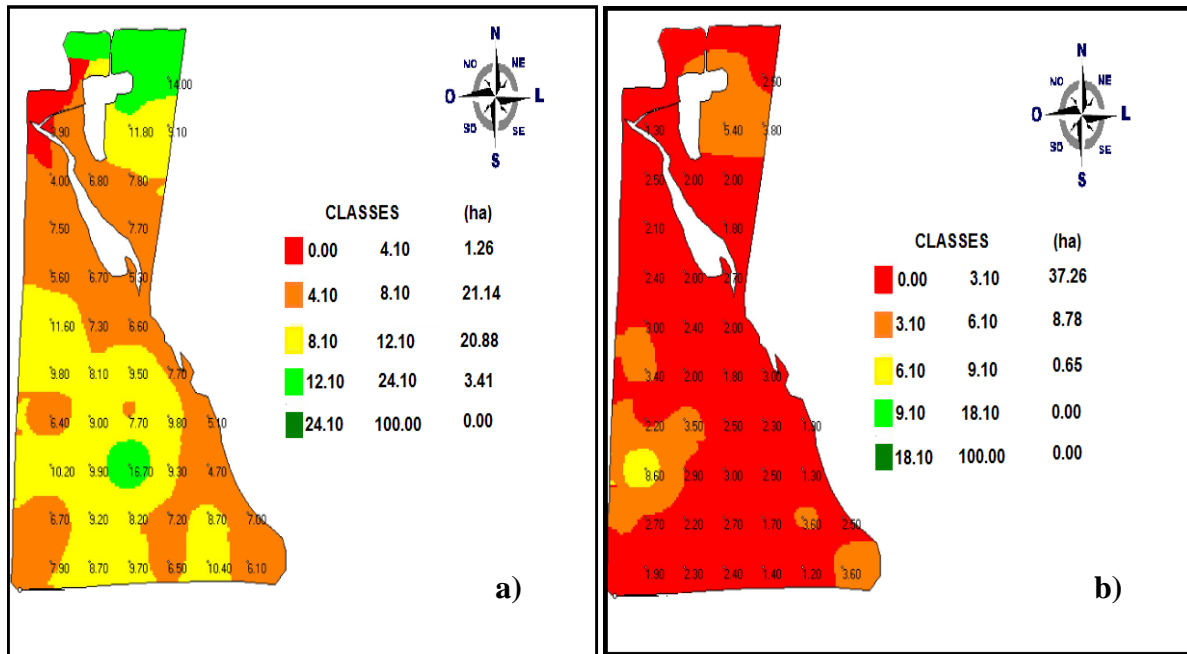 N
NO NE
O L
SO SE
S
14.00
3.90 11.80 9.10
4.00 6.80 7.80
7.50 7.70
5.60 6.70 5.30
11.60 7.30 6.60
9.80 8.10 9.50 7.70
6.40 9.00 7.70 9.80 5.10
10.20 9.90 16.70 9.30 4.70
6.70 9.20 8.20 7.20 8.70 7.00
7.90 8.70 9.70 6.50 10.40 6.10
CLASSES (ha)
0.00 4.10 1.26
4.10 8.10 21.14
8.10 12.10 20.88
12.10 24.10 3.41
24.10 100.00 0.00
a)
N
NO NE
O L
SO SE
S
2.60
1.30 5.40 3.80
2.50 2.00 2.00
2.10 1.80
2.40 2.00 2.70
3.00 2.40 2.00
3.40 2.00 1.80 3.00
2.20 3.50 2.50 2.30 1.90
8.60 2.90 3.00 2.50 1.30
2.70 2.20 2.70 1.70 3.60 2.50
1.90 2.30 2.40 1.40 1.20 3.60
CLASSES (ha)
0.00 3.10 37.26
3.10 6.10 8.78
6.10 9.10 0.65
9.10 18.10 0.00
18.10 100.00 0.00
b)